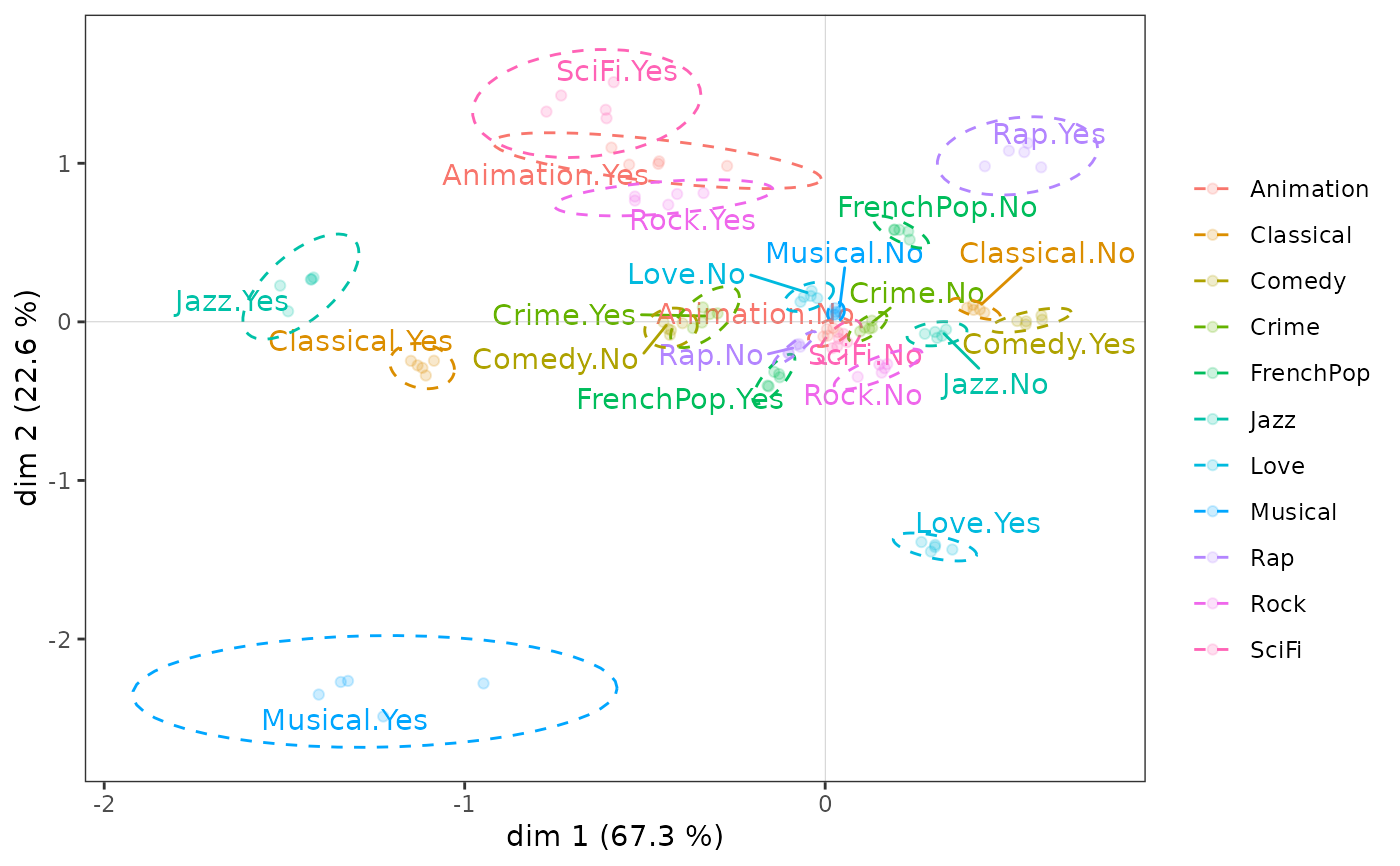 SciFi.Yes
Rap.Yes
Animation.Yes
Rock.Yes
FrenchPop.No
Musical.No
Classical.No
Love.No
Jazz.Yes
Crime.No
Crime.Yes
Animation.No
Classical.Yes
Comedy.No
Rap.No
SciFi.No
Comedy.Yes
Jazz.No
FrenchPop.Yes
Rock.No
Love.Yes
Musical.Yes
1
0
-1
-2
dim 2 (22.6 %)
-2
-1
0
dim 1 (67.3 %)
Animation
Classical
Comedy
Crime
FrenchPop
Jazz
Love
Musical
Rap
Rock
SciFi